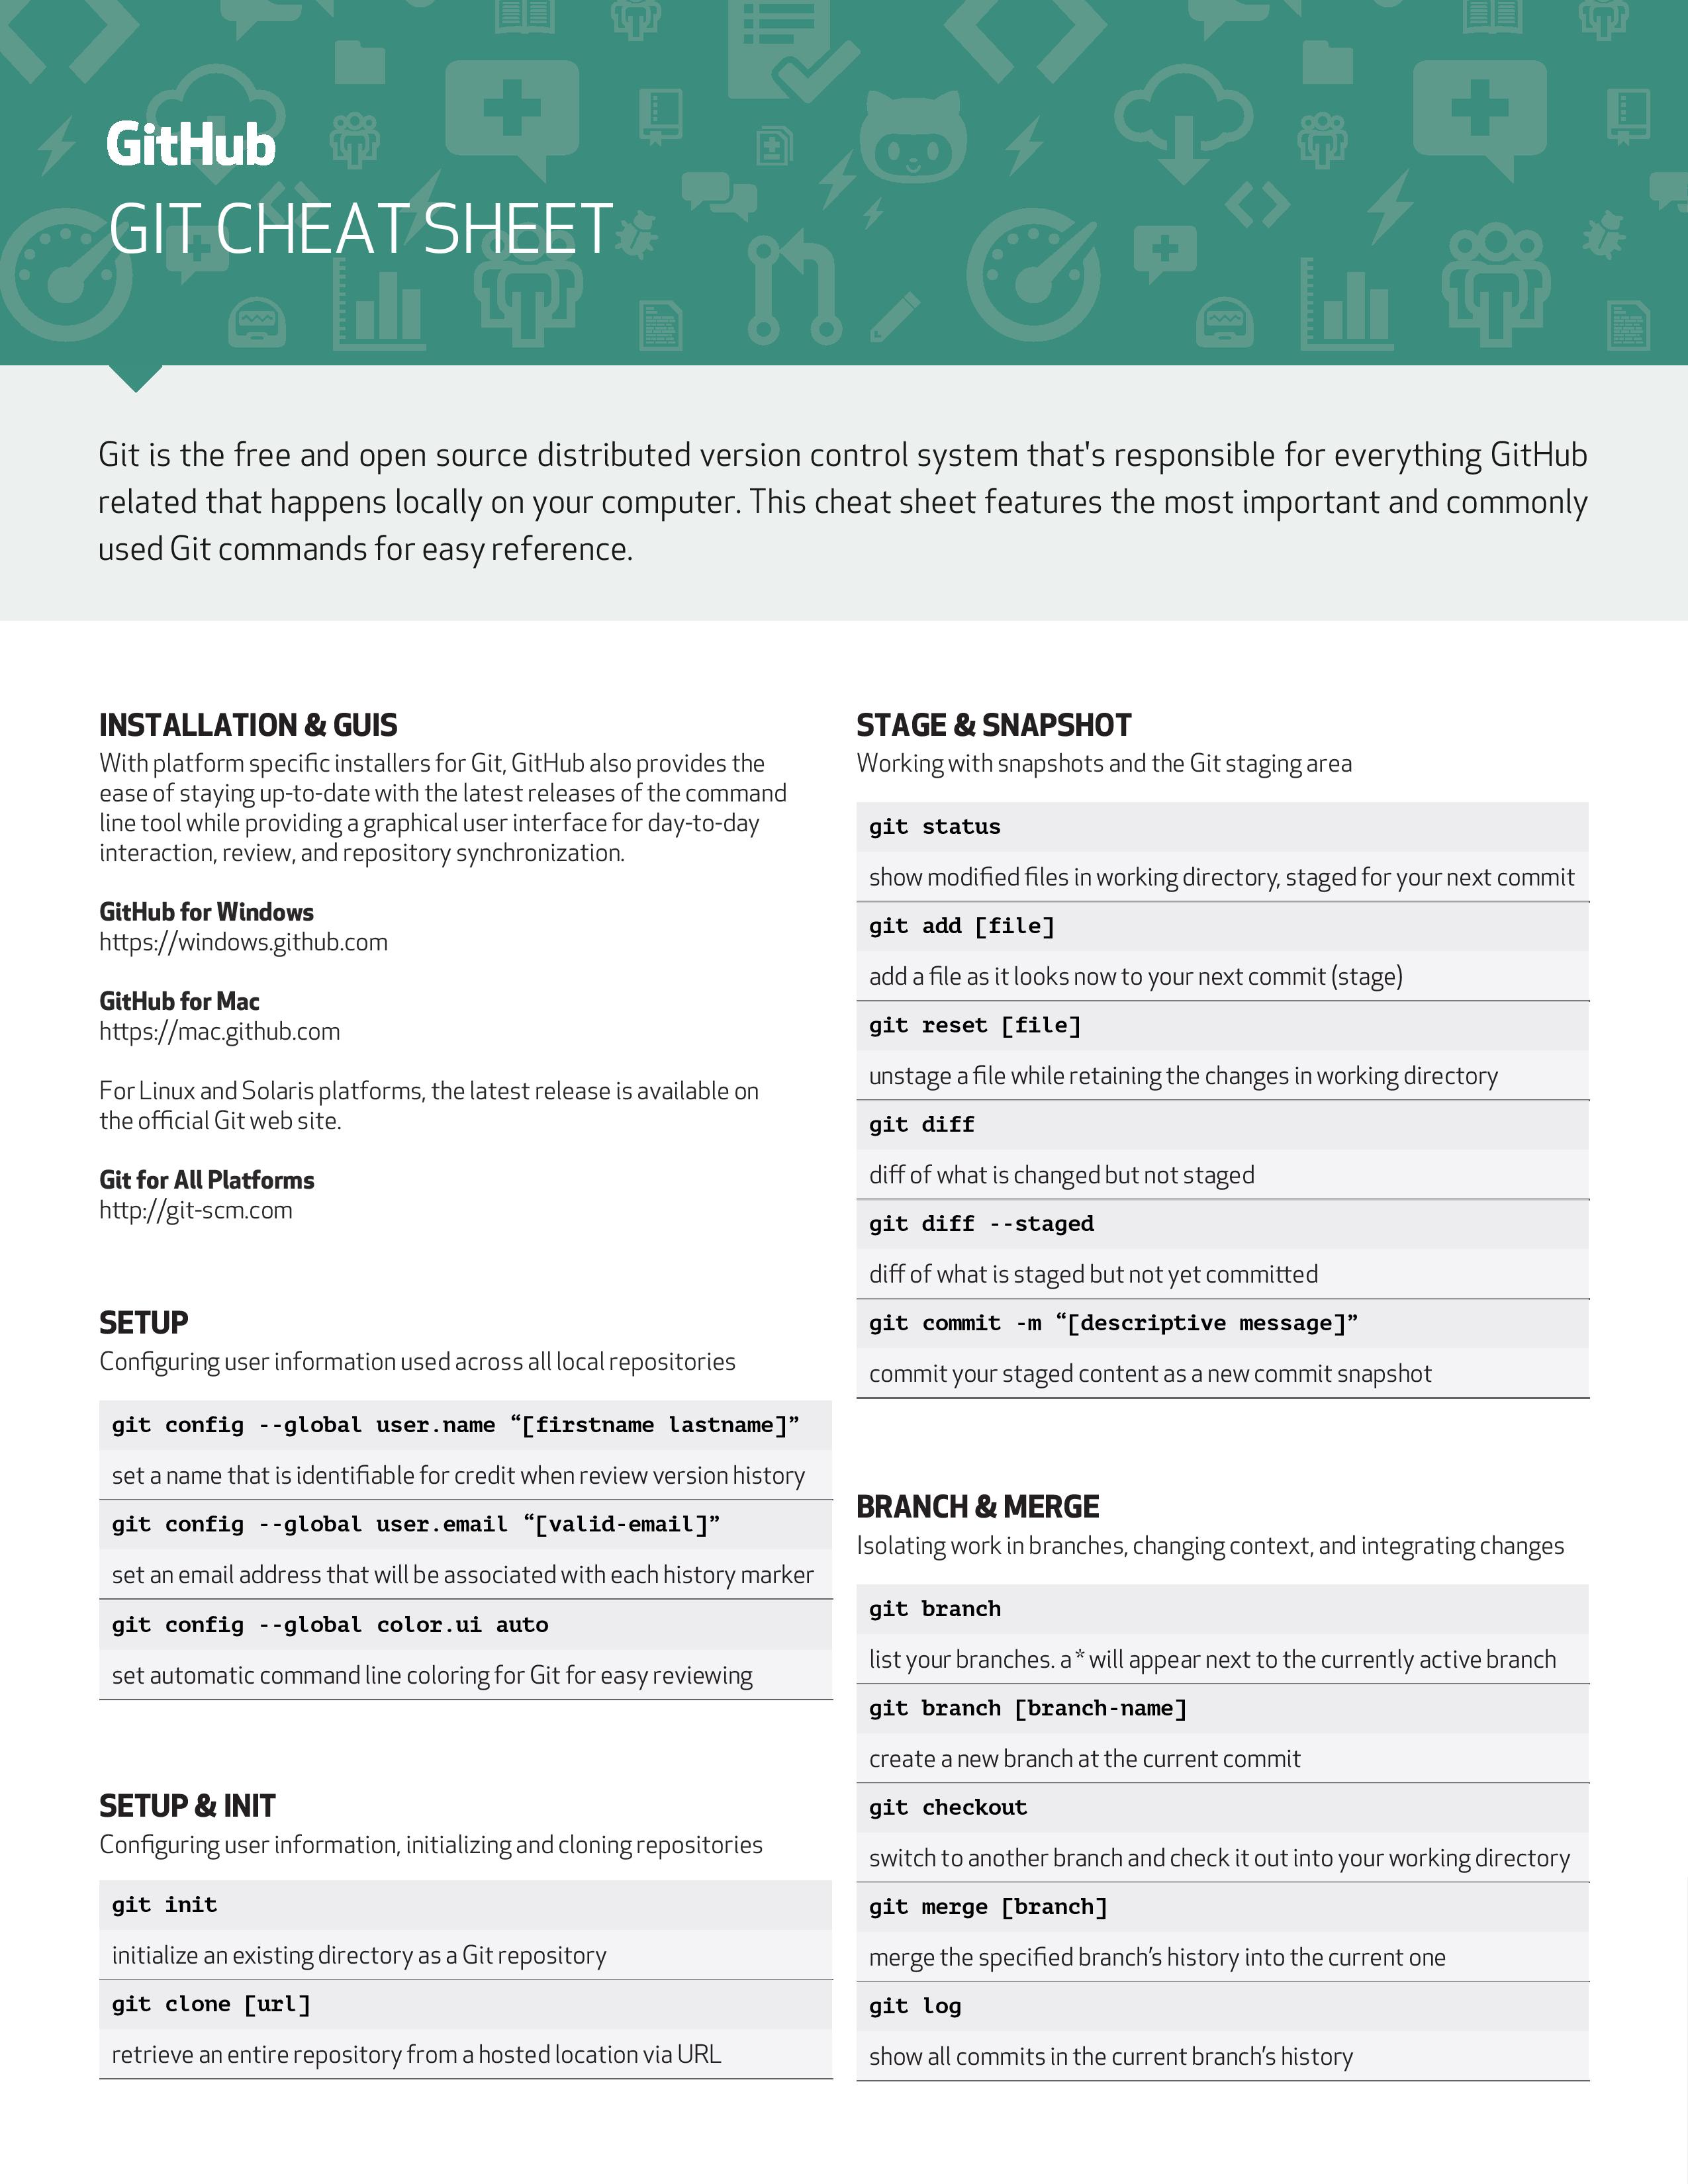 GitHub
GIT CHEAT SHEET
Git is the free and open source distributed version control system that's responsible for everything GitHub
related that happens locally on your computer. This cheat sheet features the most important and commonly
used Git commands for easy reference.
INSTALLATION & GUIS
With platform specific installers for Git, GitHub also provides the
ease of staying up-to-date with the latest releases of the command
line tool while providing a graphical user interface for day-to-day
interaction, review, and repository synchronization.
GitHub for Windows
https://windows.github.com
GitHub for Mac
https://mac.github.com
For Linux and Solaris platforms, the latest release is available on
the official Git web site.
Git for All Platforms
http://git-scm.com
SETUP
Configuring user information used across all local repositories
git config --global user.name “[firstname lastname]”
set a name that is identifiable for credit when review version history
git config --global user.email “[valid-email]”
set an email address that will be associated with each history marker
git config --global color.ui auto
set automatic command line coloring for Git for easy reviewing
SETUP & INIT
Configuring user information, initializing and cloning repositories
git init
initialize an existing directory as a Git repository
git clone [url]
retrieve an entire repository from a hosted location via URL
STAGE & SNAPSHOT
Working with snapshots and the Git staging area
git status
show modified files in working directory, staged for your next commit
git add [file]
add a file as it looks now to your next commit (stage)
git reset [file]
unstage a file while retaining the changes in working directory
git diff
diff of what is changed but not staged
git diff --staged
diff of what is staged but not yet committed
git commit -m “[descriptive message]”
commit your staged content as a new commit snapshot
BRANCH & MERGE
Isolating work in branches, changing context, and integrating changes
git branch
list your branches. a * will appear next to the currently active branch
git branch [branch-name]
create a new branch at the current commit
git checkout
switch to another branch and check it out into your working directory
git merge [branch]
merge the specified branch’s history into the current one
git log
show all commits in the current branch’s history